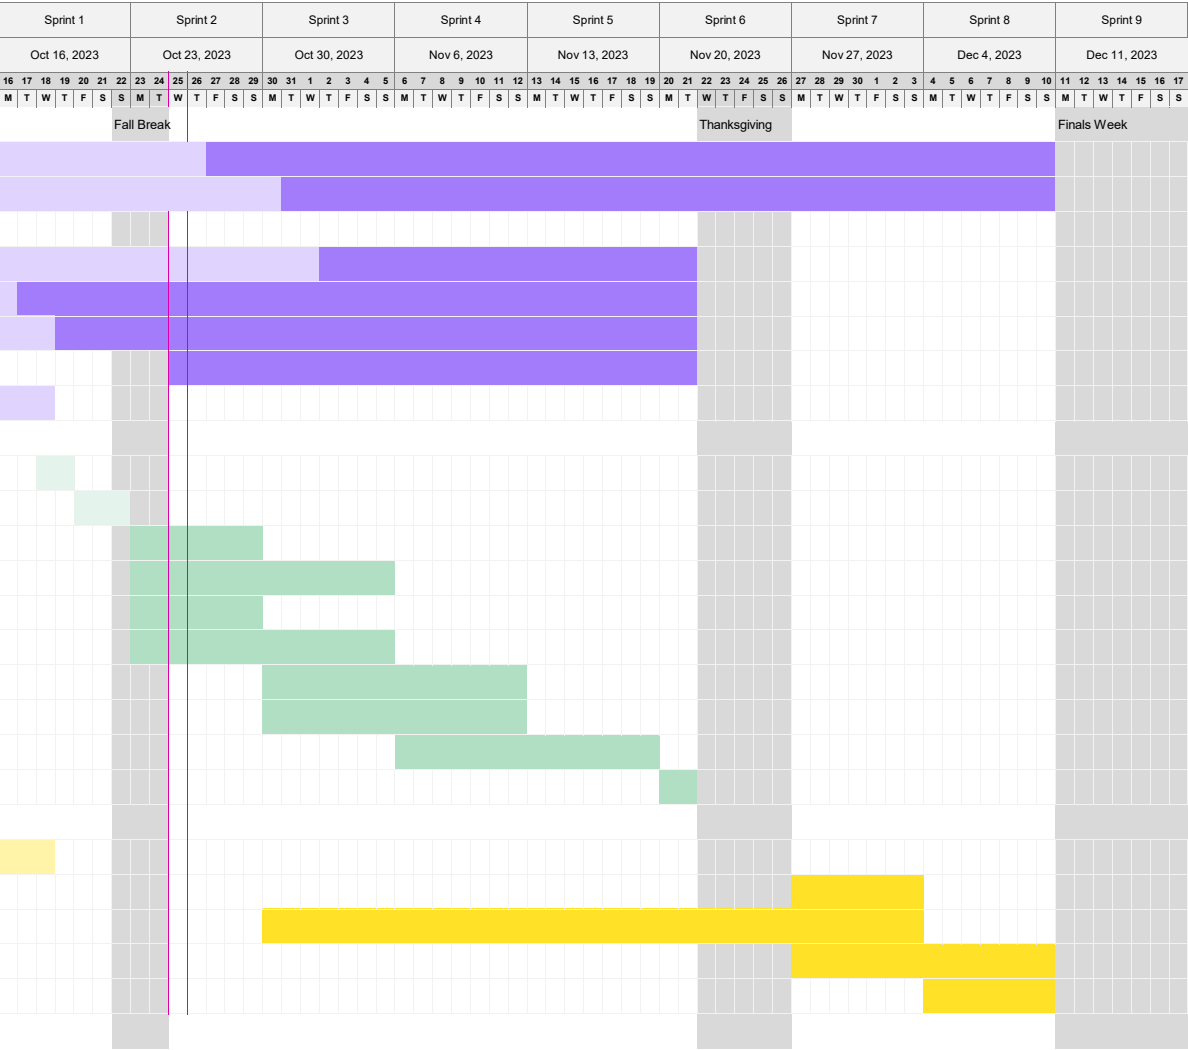 Sprint 1 Sprint 2 Sprint 3 Sprint 4 Sprint 5 Sprint 6 Sprint 7 Sprint 8 Sprint 9
Oct 16, 2023 Oct 23, 2023 Oct 30, 2023 Nov 6, 2023 Nov 13, 2023 Nov 20, 2023 Nov 27, 2023 Dec 4, 2023 Dec 11, 2023
16 17 18 19 20 21 22 23 24 25 26 27 28 29 30 31 1 2 3 4 5 6 7 8 9 10 11 12 13 14 15 16 17 18 19 20 21 22 23 24 25 26 27 28 29 30 1 2 3 4 5 6 7 8 9 10 11 12 13 14 15 16 17
M T W T F S S M T W T F S S M T W T F S S M T W T F S S M T W T F S S M T W T F S S M T W T F S S M T W T F S S M T W T F S S
Fall Break Thanksgiving Finals Week